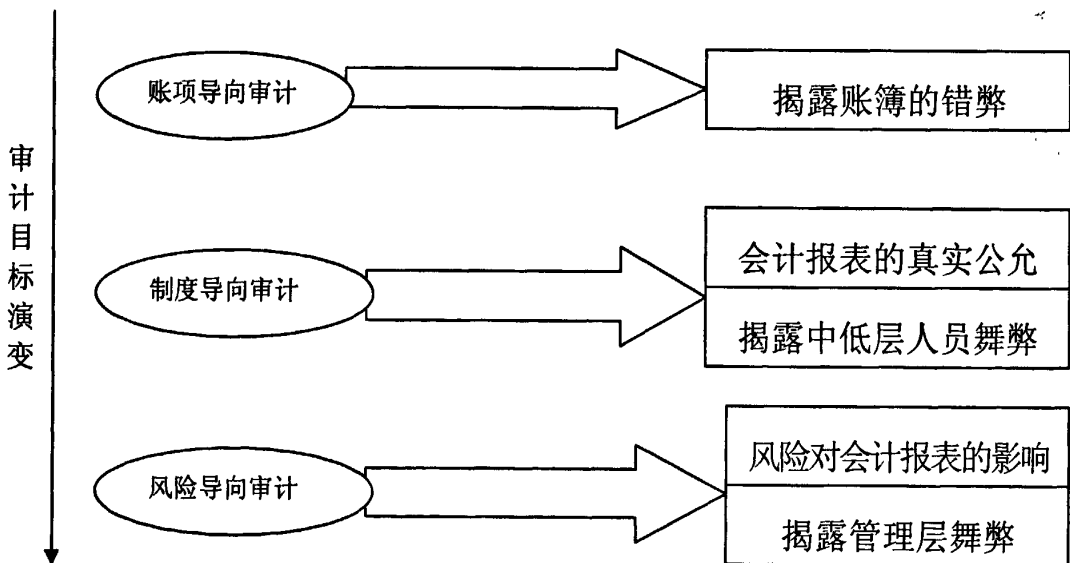 账项导向审计
揭露账簿的错弊
审计目标演变
制度导向审计
会计报表的真实公允
揭露中低层人员舞弊
风险导向审计
风险对会计报表的影响
揭露管理层舞弊